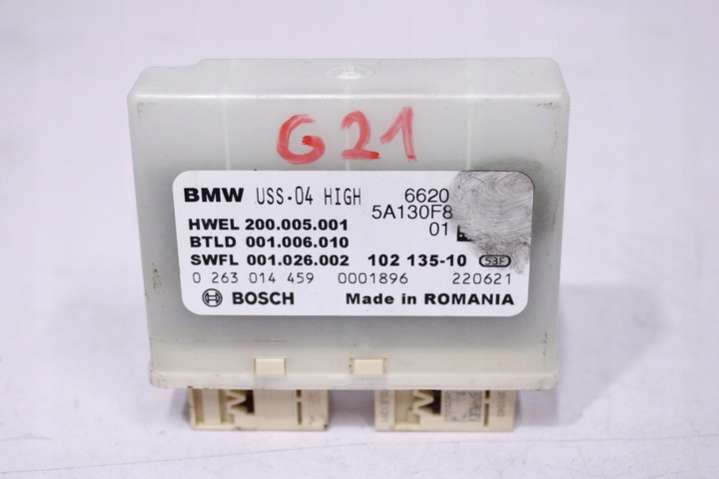 G21
BMW USS-04 HIGH 6620
5A130F8
HWEL 200.005.001 01
BTLD 001.006.010
SWFL 001.026.002 102 135-10 53F
0 263 014 459 0001896 220621
BOSCH Made in ROMANIA